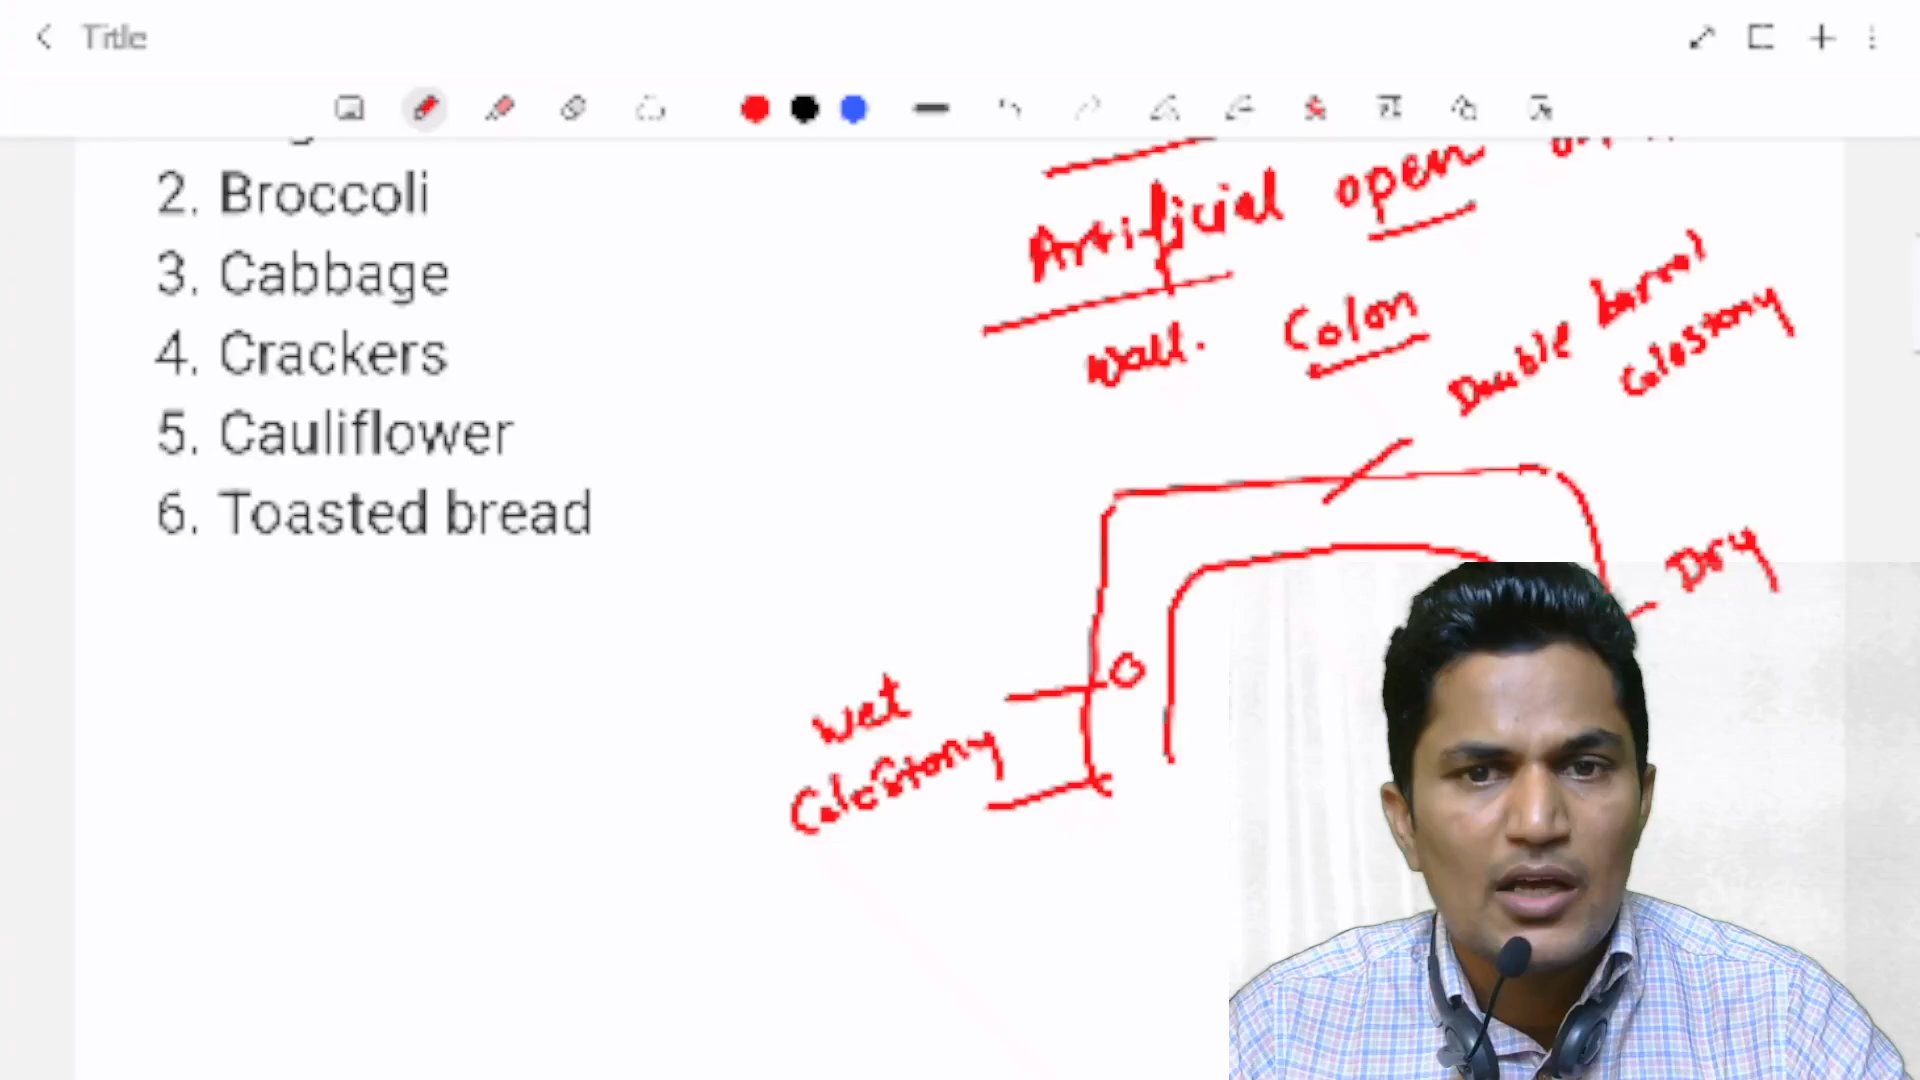 Title
2. Broccoli
3. Cabbage
4. Crackers
5. Cauliflower
6. Toasted bread
Artificial open
wall. Colon
Double barrel
Colostomy
Dry
wet
Colostomy